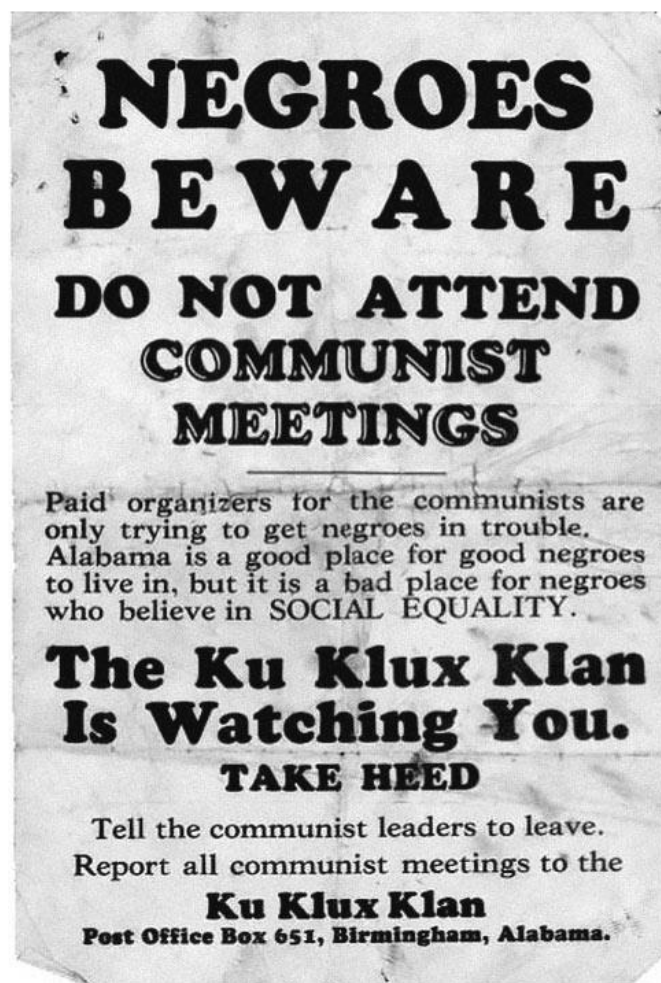 NEGROES
BEWARE
DO NOT ATTEND
COMMUNIST
MEETINGS
Paid organizers for the communists are
only trying to get negroes in trouble.
Alabama is a good place for good negroes
to live in, but it is a bad place for negroes
who believe in SOCIAL EQUALITY.
The Ku Klux Klan
Is Watching You.
TAKE HEED
Tell the communist leaders to leave.
Report all communist meetings to the
Ku Klux Klan
Post Office Box 651, Birmingham, Alabama.